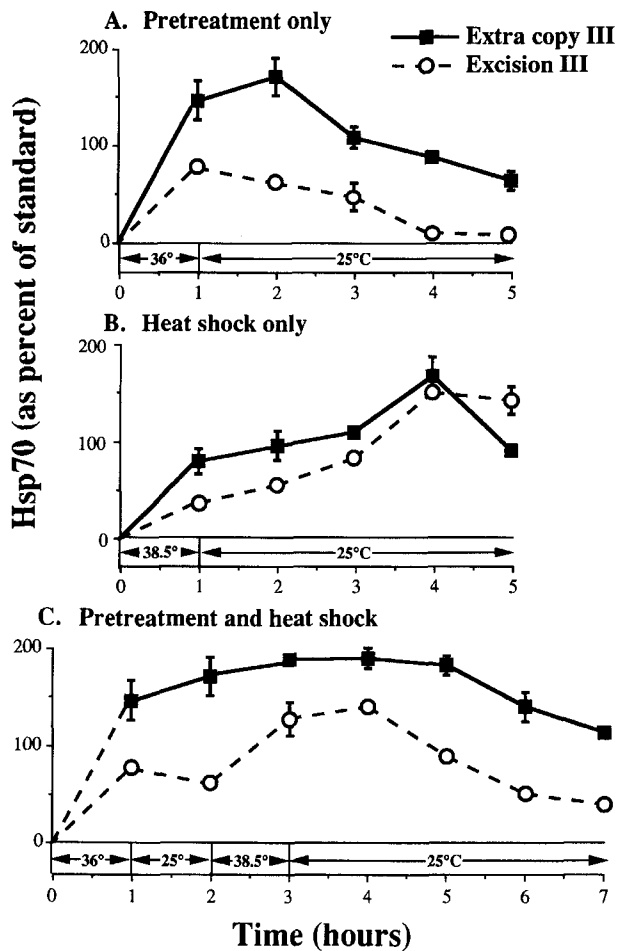 A. Pretreatment only
Extra copy III
Excision III
Hsp70 (as percent of standard)
200
100
0
36°
25°C
0 1 2 3 4 5
B. Heat shock only
200
100
0
38.5°
25°C
0 1 2 3 4 5
C. Pretreatment and heat shock
200
100
0
36°
25°
38.5°
25°C
0 1 2 3 4 5 6 7
Time (hours)